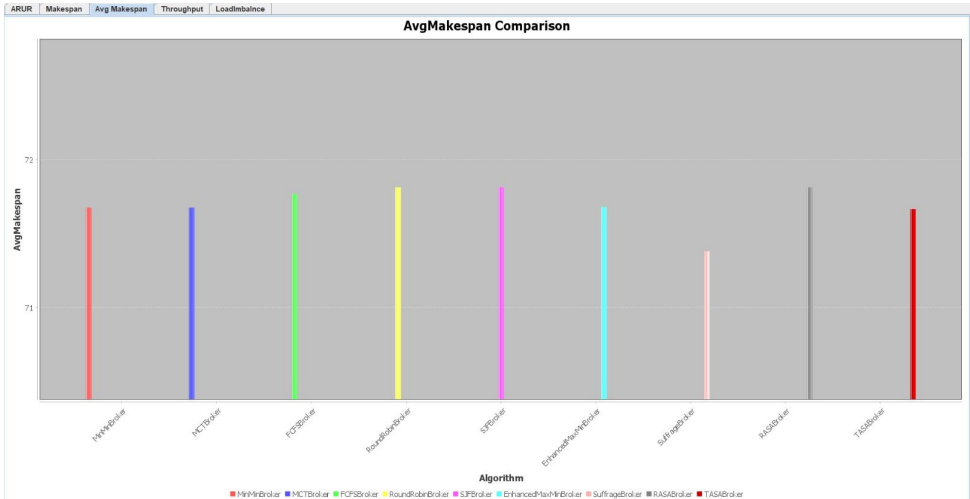 ARUR Makespan Avg Makespan Throughput LoadImbalnce
AvgMakespan Comparison
72
AvgMakespan
71
MinMinBroker MCTBroker FCFSBroker RoundRobinBroker SJFBroker EnhancedMaxMinBroker SuffrageBroker RASABroker TASABroker
Algorithm
MinMinBroker MCTBroker FCFSBroker RoundRobinBroker SJFBroker EnhancedMaxMinBroker SuffrageBroker RASABroker TASABroker